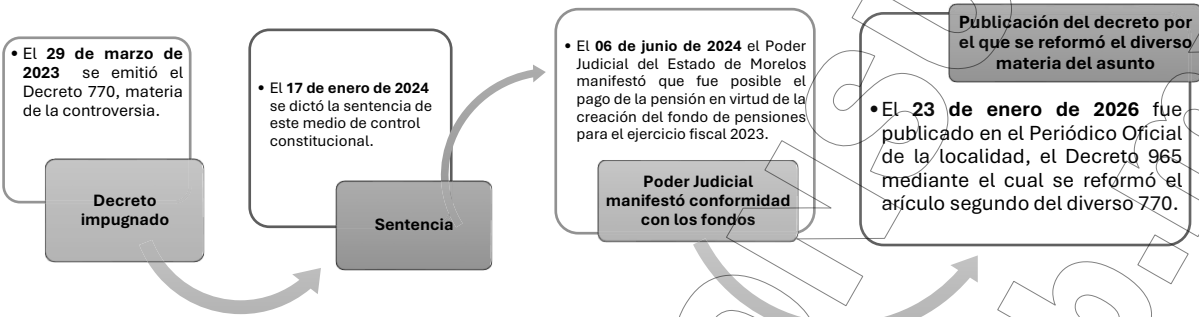 • El 29 de marzo de
2023 se emitió el
Decreto 770, materia
de la controversia.
Decreto
impugnado
• El 17 de enero de 2024
se dictó la sentencia de
este medio de control
constitucional.
Sentencia
• El 06 de junio de 2024 el Poder
Judicial del Estado de Morelos
manifestó que fue posible el
pago de la pensión en virtud de la
creación del fondo de pensiones
para el ejercicio fiscal 2023.
Poder Judicial
manifestó conformidad
con los fondos
Publicación del decreto por
el que se reformó el diverso
materia del asunto
• El 23 de enero de 2026 fue
publicado en el Periódico Oficial
de la localidad, el Decreto 965
mediante el cual se reformó el
arículo segundo del diverso 770.